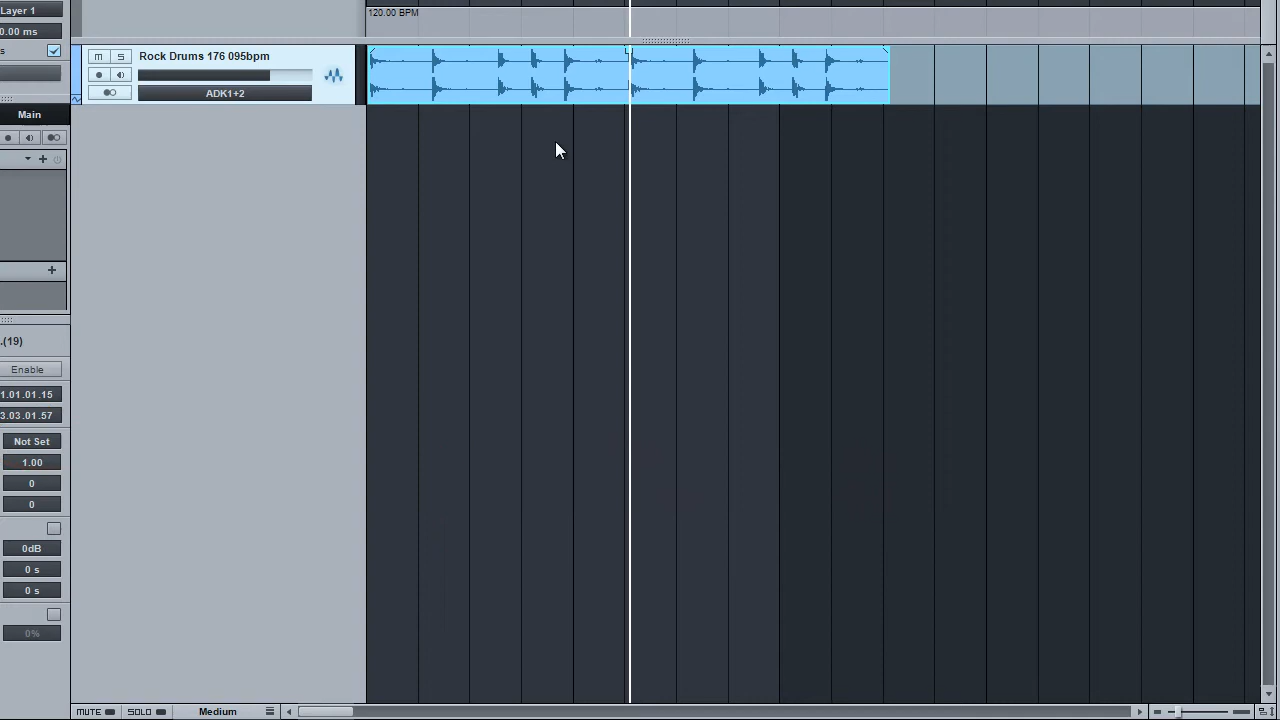 Layer 1
120.00 BPM
0.00 ms
s
M S Rock Drums 176 095bpm
ADK1+2
Main
.(19)
Enable
1.01.01.15
3.03.01.57
Not Set
1.00
0
0
0dB
0 s
0 s
0%
MUTE SOLO Medium